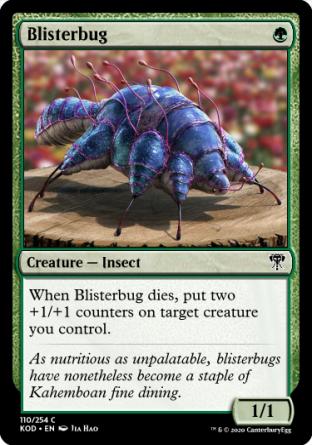 Blisterbug
Creature — Insect
When Blisterbug dies, put two
+1/+1 counters on target creature
you control.
As nutritious as unpalatable, blisterbugs
have nonetheless become a staple of
Kahemboan fine dining.
1/1
110/254 C
KOD • EN Jia Hao
™ & © 2020 CanterburyEgg